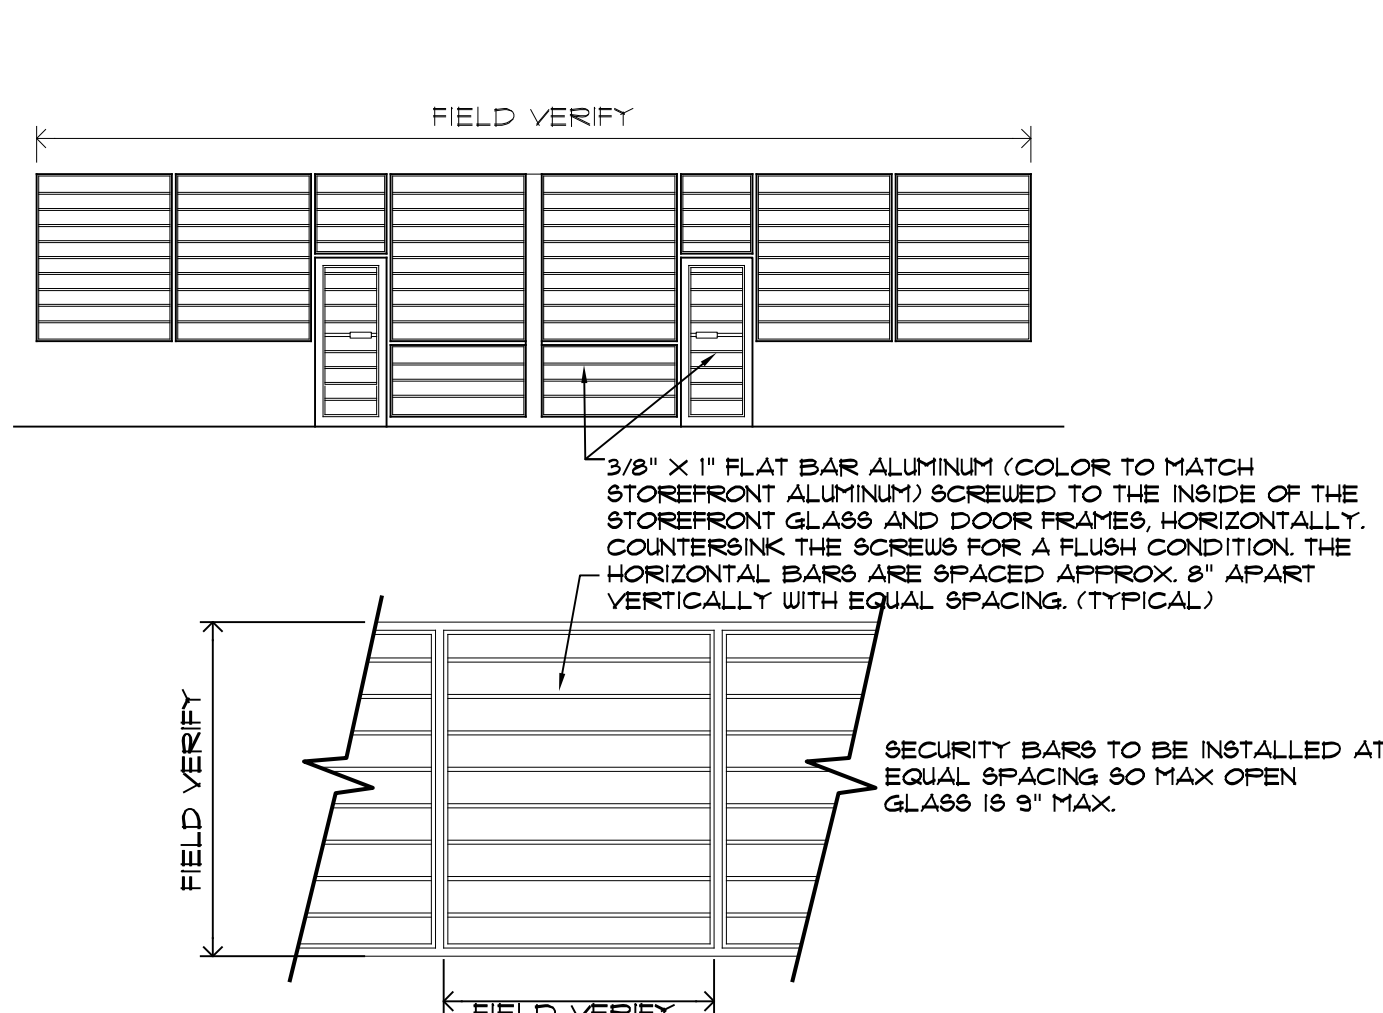 FIELD VERIFY
3/8" X 1" FLAT BAR ALUMINUM (COLOR TO MATCH
STOREFRONT ALUMINUM) SCREWED TO THE INSIDE OF THE
STOREFRONT GLASS AND DOOR FRAMES, HORIZONTALLY.
COUNTERSINK THE SCREWS FOR A FLUSH CONDITION. THE
HORIZONTAL BARS ARE SPACED APPROX. 8" APART
VERTICALLY WITH EQUAL SPACING. (TYPICAL)
FIELD VERIFY
SECURITY BARS TO BE INSTALLED AT
EQUAL SPACING SO MAX OPEN
GLASS IS 9" MAX.
FIELD VERIFY